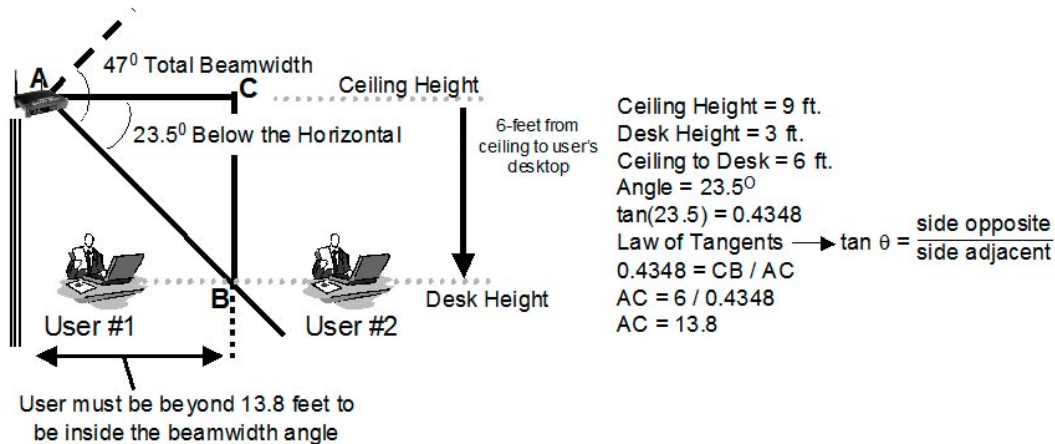 47⁰ Total Beamwidth
A
C
Ceiling Height
23.5⁰ Below the Horizontal
6-feet from
ceiling to user's
desktop
B
Desk Height
User #1
User #2
User must be beyond 13.8 feet to
be inside the beamwidth angle
Ceiling Height = 9 ft.
Desk Height = 3 ft.
Ceiling to Desk = 6 ft.
Angle = 23.5⁰
tan(23.5) = 0.4348
Law of Tangents → tan θ = side opposite / side adjacent
0.4348 = CB / AC
AC = 6 / 0.4348
AC = 13.8